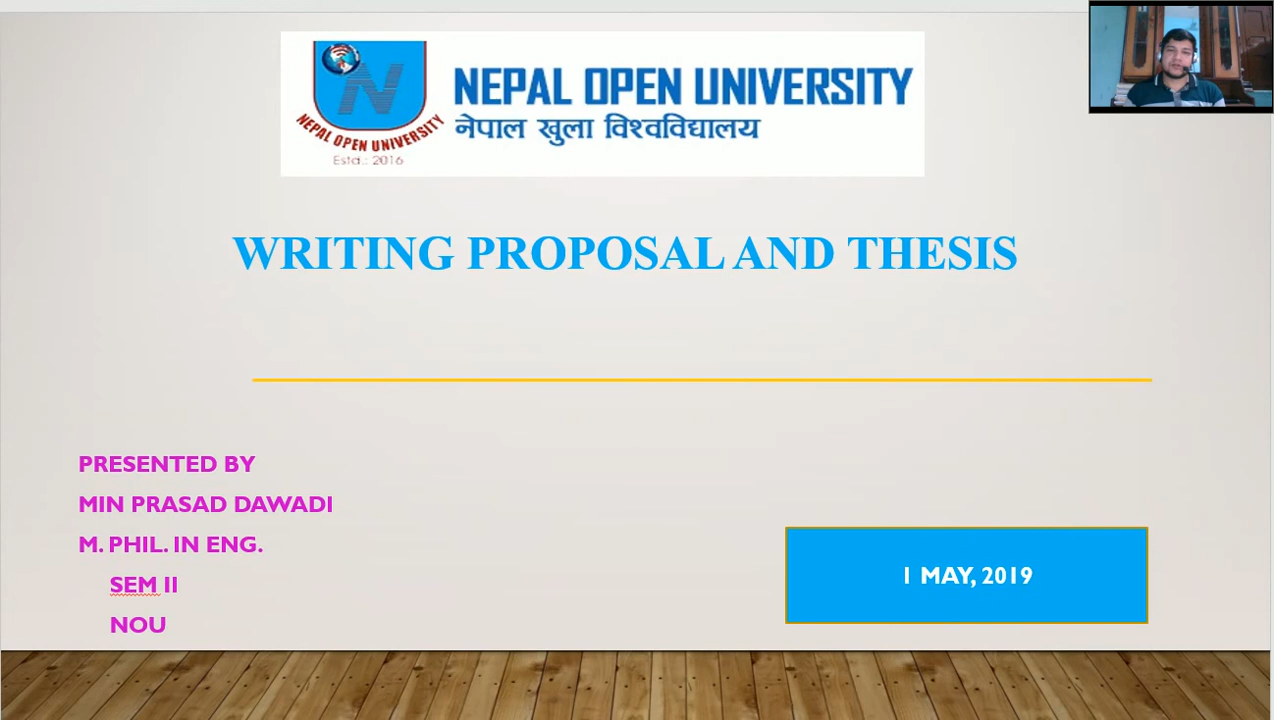 NEPAL OPEN UNIVERSITY
Estd.: 2016
NEPAL OPEN UNIVERSITY
नेपाल खुला विश्वविद्यालय
WRITING PROPOSAL AND THESIS
PRESENTED BY
MIN PRASAD DAWADI
M. PHIL. IN ENG.
SEM II
NOU
1 MAY, 2019